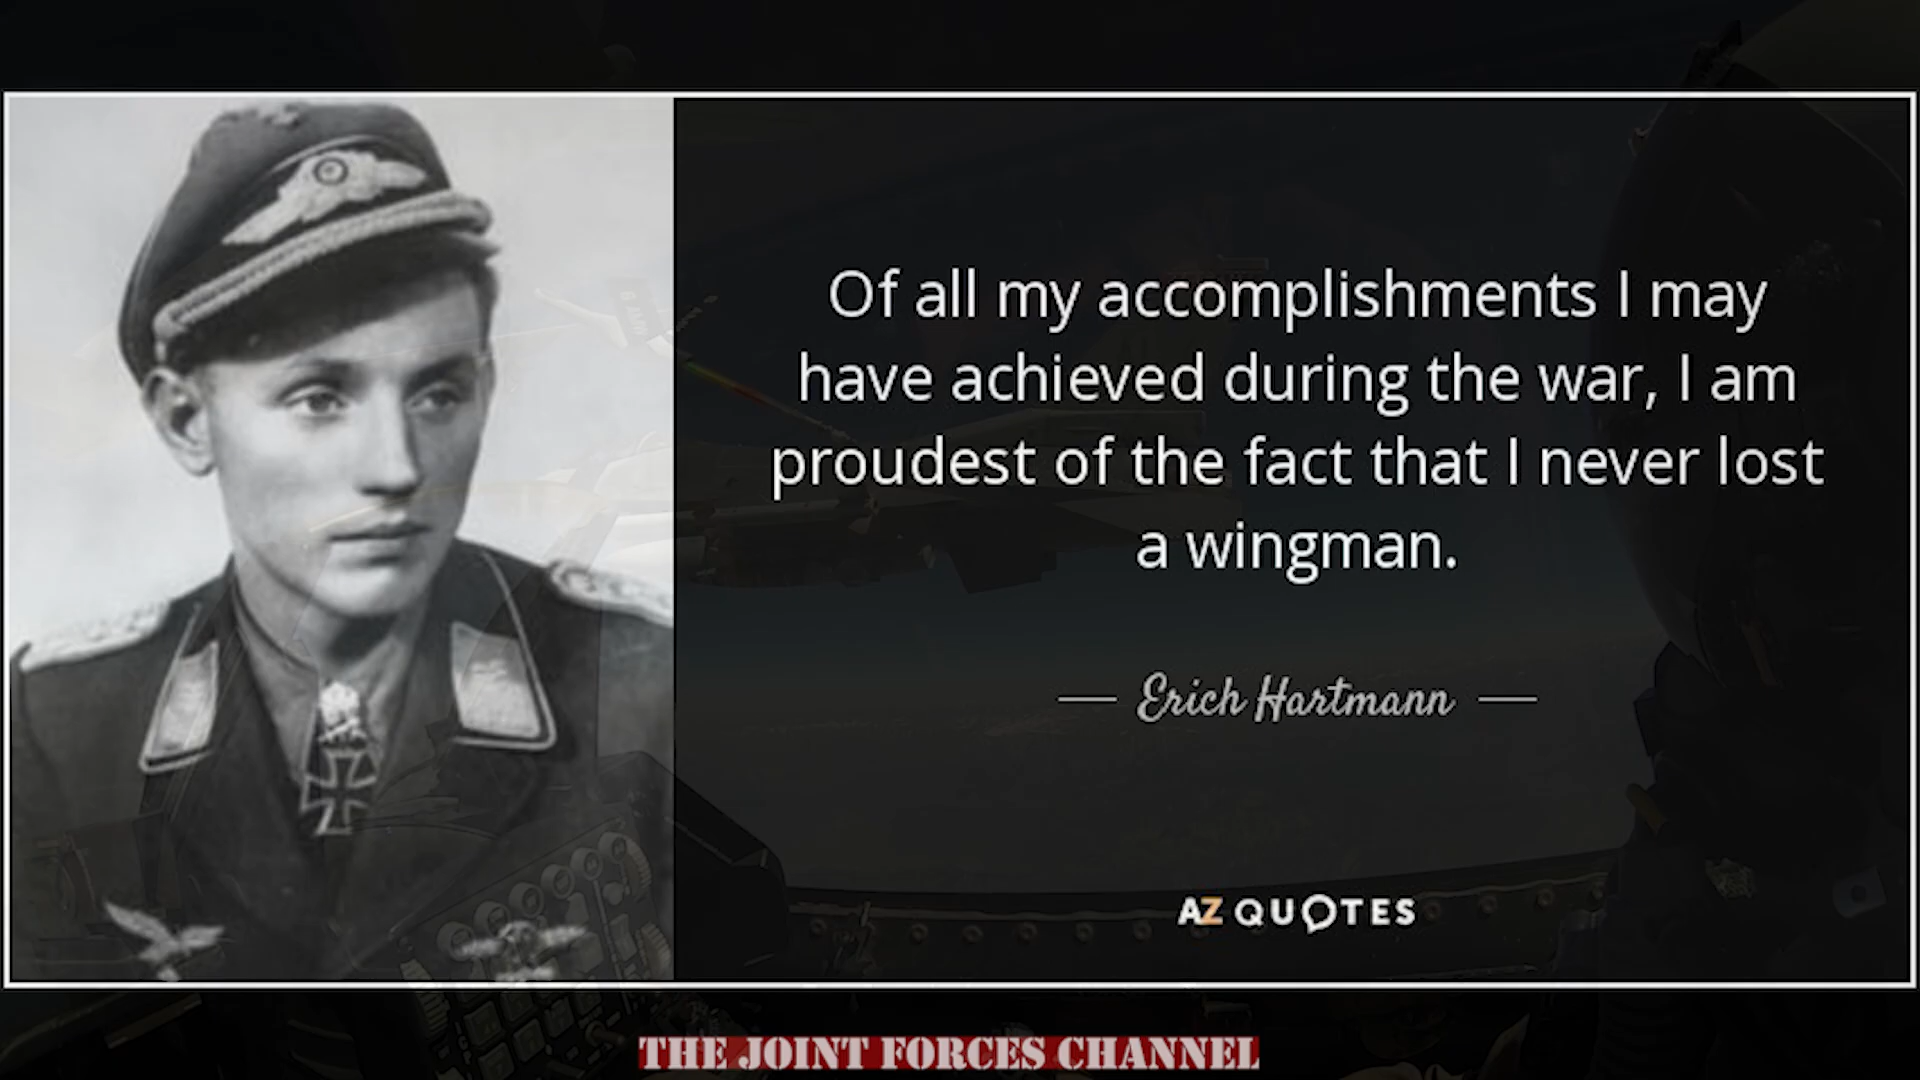 Of all my accomplishments I may
have achieved during the war, I am
proudest of the fact that I never lost
a wingman.
Erich Hartmann
AZ QUOTES
THE JOINT FORCES CHANNEL